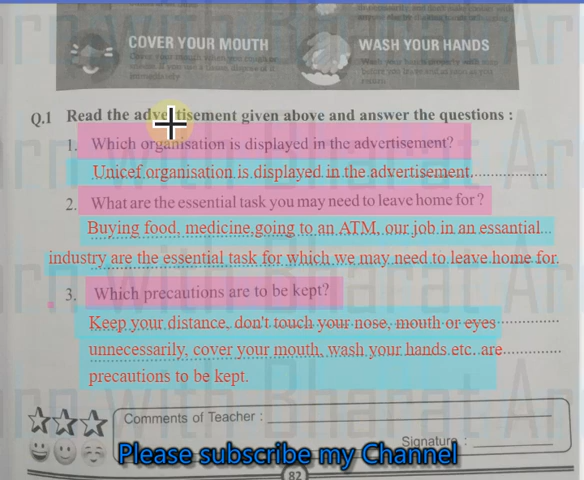 COVER YOUR MOUTH
WASH YOUR HANDS
Q.1 Read the advertisement given above and answer the questions :
1. Which organisation is displayed in the advertisement?
Unicef organisation is displayed in the advertisement.
2. What are the essential task you may need to leave home for?
Buying food, medicine,going to an ATM, our job in an essantial
industry are the essential task for which we may need to leave home for.
3. Which precautions are to be kept?
Keep your distance, don't touch your nose, mouth or eyes
unnecessarily, cover your mouth, wash your hands etc. are
precautions to be kept.
Comments of Teacher :
Signature :
Please subscribe my Channel
82